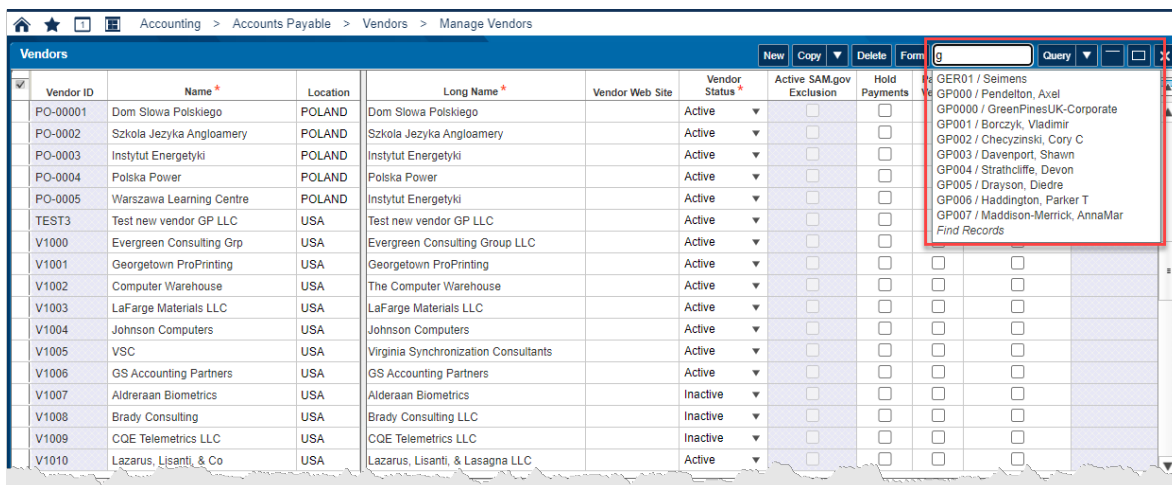 1 Accounting > Accounts Payable > Vendors > Manage Vendors
Vendors New Copy ▼ Delete Form g Query ▼
Vendor ID Name * Location Long Name * Vendor Web Site Vendor Status * Active SAM.gov Exclusion Hold Payments
GER01 / Seimens
GP000 / Pendelton, Axel
GP0000 / GreenPinesUK-Corporate
GP001 / Borczyk, Vladimir
GP002 / Checyzinski, Cory C
GP003 / Davenport, Shawn
GP004 / Strathcliffe, Devon
GP005 / Drayson, Diedre
GP006 / Haddington, Parker T
GP007 / Maddison-Merrick, AnnaMar
Find Records
PO-00001 Dom Slowa Polskiego POLAND Dom Slowa Polskiego Active
PO-0002 Szkola Jezyka Angloamery POLAND Szkola Jezyka Angloamery Active
PO-0003 Instytut Energetyki POLAND Instytut Energetyki Active
PO-0004 Polska Power POLAND Polska Power Active
PO-0005 Warszawa Learning Centre POLAND Instytut Energetyki Active
TEST3 Test new vendor GP LLC USA Test new vendor GP LLC Active
V1000 Evergreen Consulting Grp USA Evergreen Consulting Group LLC Active
V1001 Georgetown ProPrinting USA Georgetown ProPrinting Active
V1002 Computer Warehouse USA The Computer Warehouse Active
V1003 LaFarge Materials LLC USA LaFarge Materials LLC Active
V1004 Johnson Computers USA Johnson Computers Active
V1005 VSC USA Virginia Synchronization Consultants Active
V1006 GS Accounting Partners USA GS Accounting Partners Active
V1007 Aldreraan Biometrics USA Alderaan Biometrics Inactive
V1008 Brady Consulting USA Brady Consulting LLC Inactive
V1009 CQE Telemetrics LLC USA CQE Telemetrics LLC Inactive
V1010 Lazarus, Lisanti, & Co USA Lazarus, Lisanti, & Lasagna LLC Active